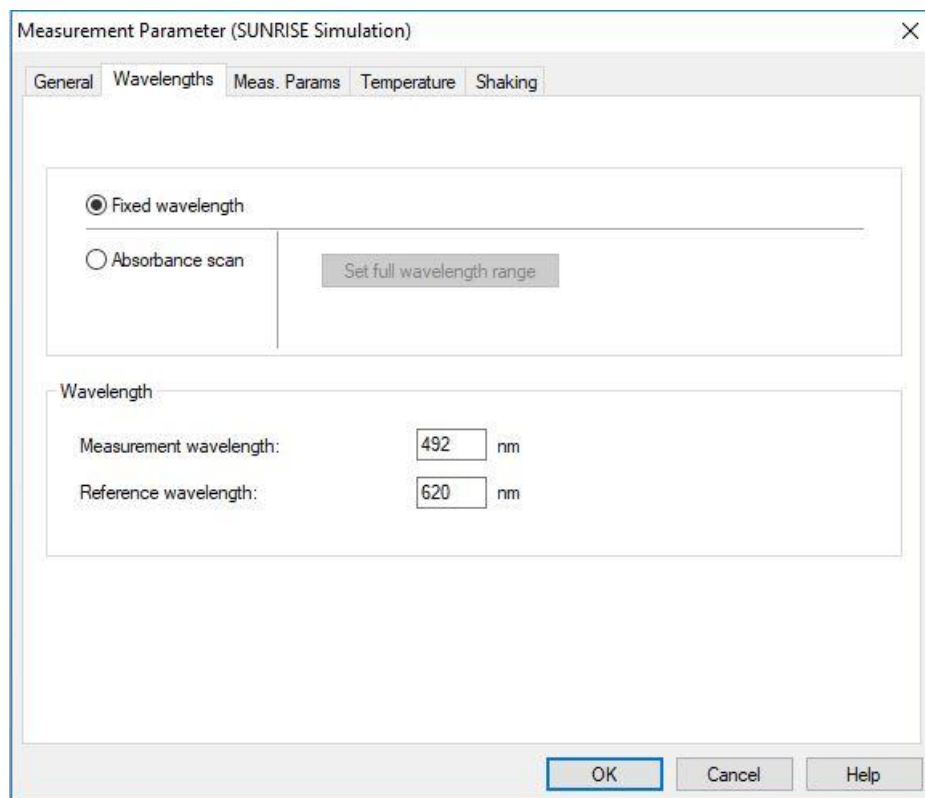 Measurement Parameter (SUNRISE Simulation)
General Wavelengths Meas. Params Temperature Shaking
Fixed wavelength
Absorbance scan
Set full wavelength range
Wavelength
Measurement wavelength: 492 nm
Reference wavelength: 620 nm
OK Cancel Help